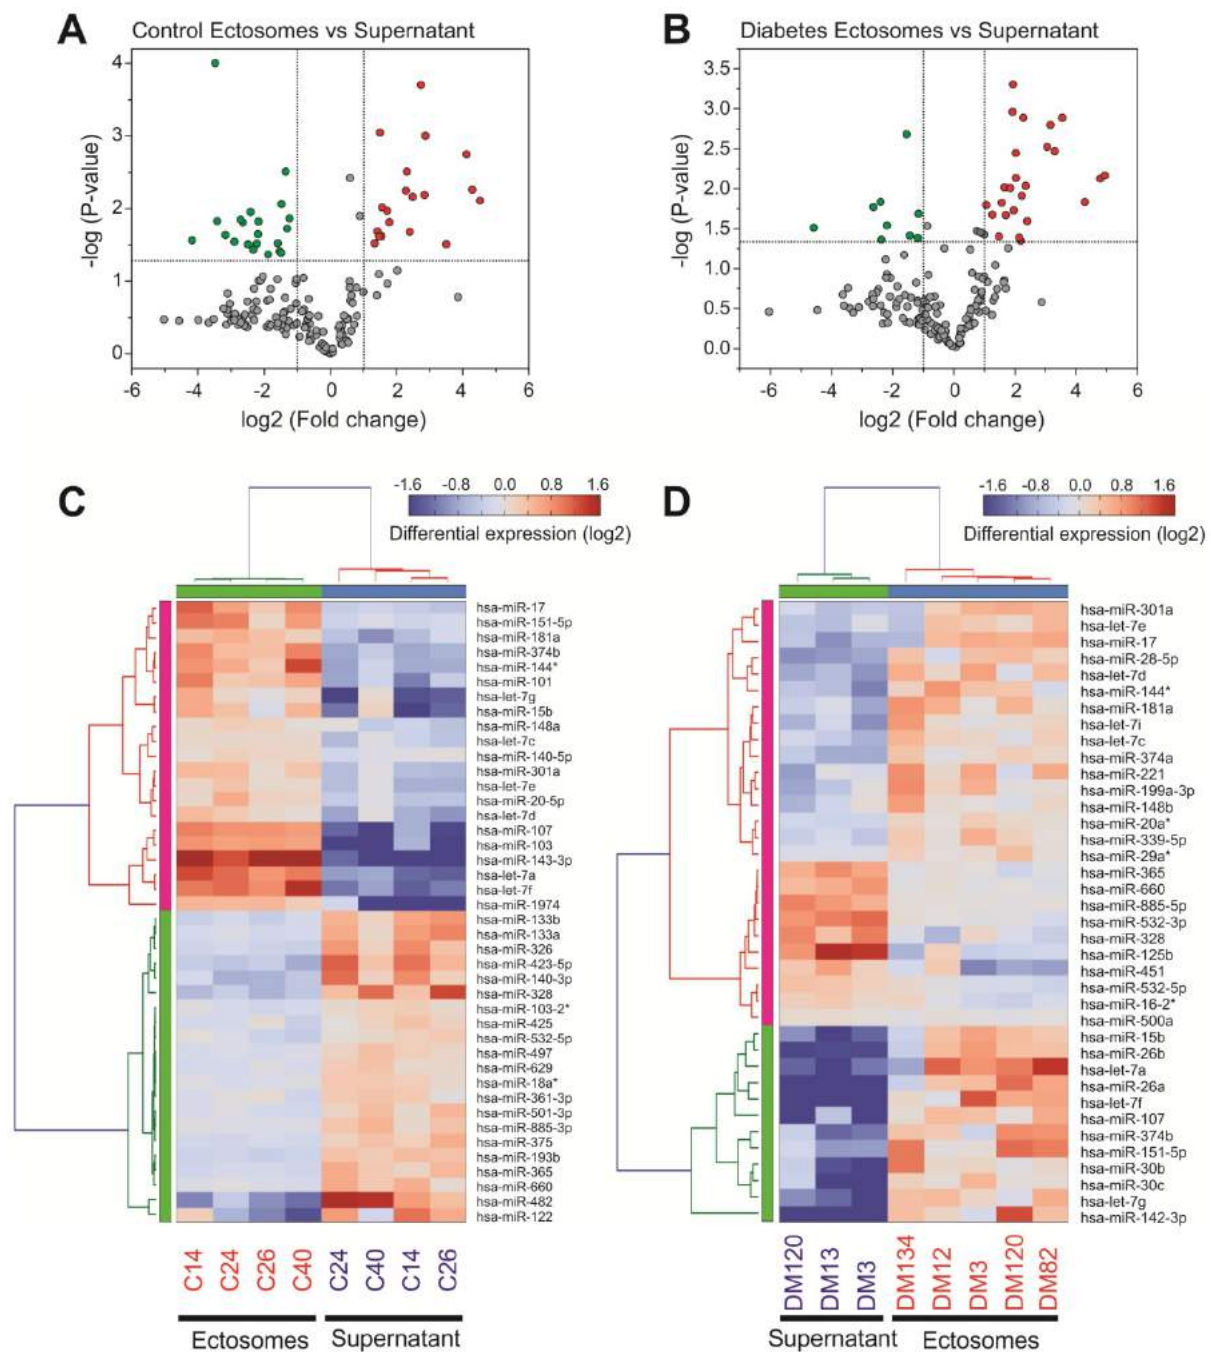 A
Control Ectosomes vs Supernatant
4
3
2
1
0
-log (P-value)
-6 -4 -2 0 2 4 6
log2 (Fold change)
B
Diabetes Ectosomes vs Supernatant
3.5
3.0
2.5
2.0
1.5
1.0
0.5
0.0
-log (P-value)
-6 -4 -2 0 2 4 6
log2 (Fold change)
C
-1.6 -0.8 0.0 0.8 1.6
Differential expression (log2)
hsa-miR-17
hsa-miR-151-5p
hsa-miR-181a
hsa-miR-374b
hsa-miR-144*
hsa-miR-101
hsa-let-7g
hsa-miR-15b
hsa-miR-148a
hsa-let-7c
hsa-miR-140-5p
hsa-miR-301a
hsa-let-7e
hsa-miR-20-5p
hsa-let-7d
hsa-miR-107
hsa-miR-103
hsa-miR-143-3p
hsa-let-7a
hsa-let-7f
hsa-miR-1974
hsa-miR-133b
hsa-miR-133a
hsa-miR-326
hsa-miR-423-5p
hsa-miR-140-3p
hsa-miR-328
hsa-miR-103-2*
hsa-miR-425
hsa-miR-532-5p
hsa-miR-497
hsa-miR-629
hsa-miR-18a*
hsa-miR-361-3p
hsa-miR-501-3p
hsa-miR-885-3p
hsa-miR-375
hsa-miR-193b
hsa-miR-365
hsa-miR-660
hsa-miR-482
hsa-miR-122
C14 C24 C26 C40 C24 C40 C14 C26
Ectosomes Supernatant
D
-1.6 -0.8 0.0 0.8 1.6
Differential expression (log2)
hsa-miR-301a
hsa-let-7e
hsa-miR-17
hsa-miR-28-5p
hsa-let-7d
hsa-miR-144*
hsa-miR-181a
hsa-let-7i
hsa-let-7c
hsa-miR-374a
hsa-miR-221
hsa-miR-199a-3p
hsa-miR-148b
hsa-miR-20a*
hsa-miR-339-5p
hsa-miR-29a*
hsa-miR-365
hsa-miR-660
hsa-miR-885-5p
hsa-miR-532-3p
hsa-miR-328
hsa-miR-125b
hsa-miR-451
hsa-miR-532-5p
hsa-miR-16-2*
hsa-miR-500a
hsa-miR-15b
hsa-miR-26b
hsa-let-7a
hsa-miR-26a
hsa-let-7f
hsa-miR-107
hsa-miR-374b
hsa-miR-151-5p
hsa-miR-30b
hsa-miR-30c
hsa-let-7g
hsa-miR-142-3p
DM120 DM13 DM3 DM134 DM12 DM3 DM120 DM82
Supernatant Ectosomes